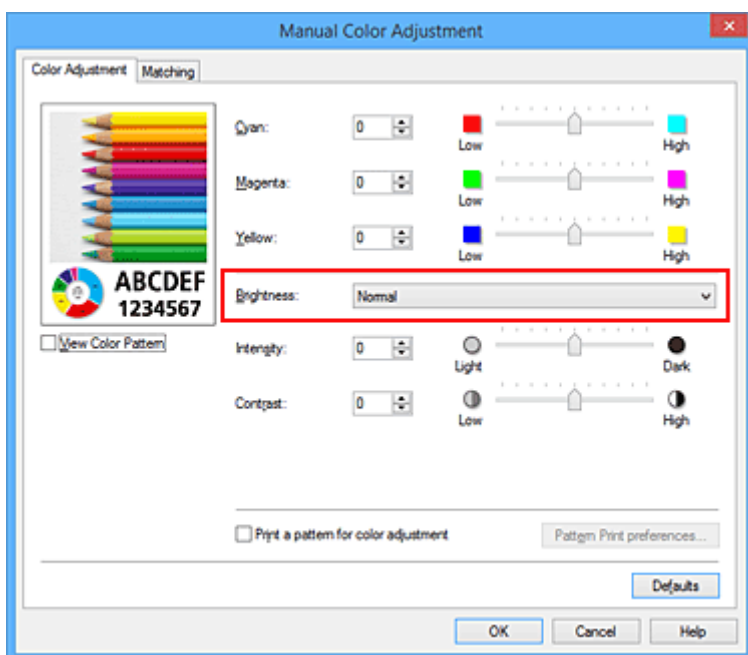 Manual Color Adjustment
Color Adjustment Matching
Cyan: 0 Low High
Magenta: 0 Low High
Yellow: 0 Low High
ABCDEF
1234567
Brightness: Normal
View Color Pattern
Intensity: 0 Light Dark
Contrast: 0 Low High
Print a pattern for color adjustment Pattern Print preferences...
Defaults
OK Cancel Help